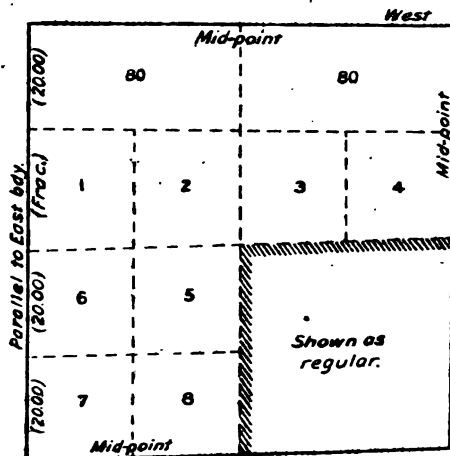 West
Mid-point
80 80
(20.00)
Mid-point
(Frac.)
1 2 3 4
Parallel to East bdy.
(20.00)
6 5
Shown as
regular.
(20.00)
7 8
Mid-point